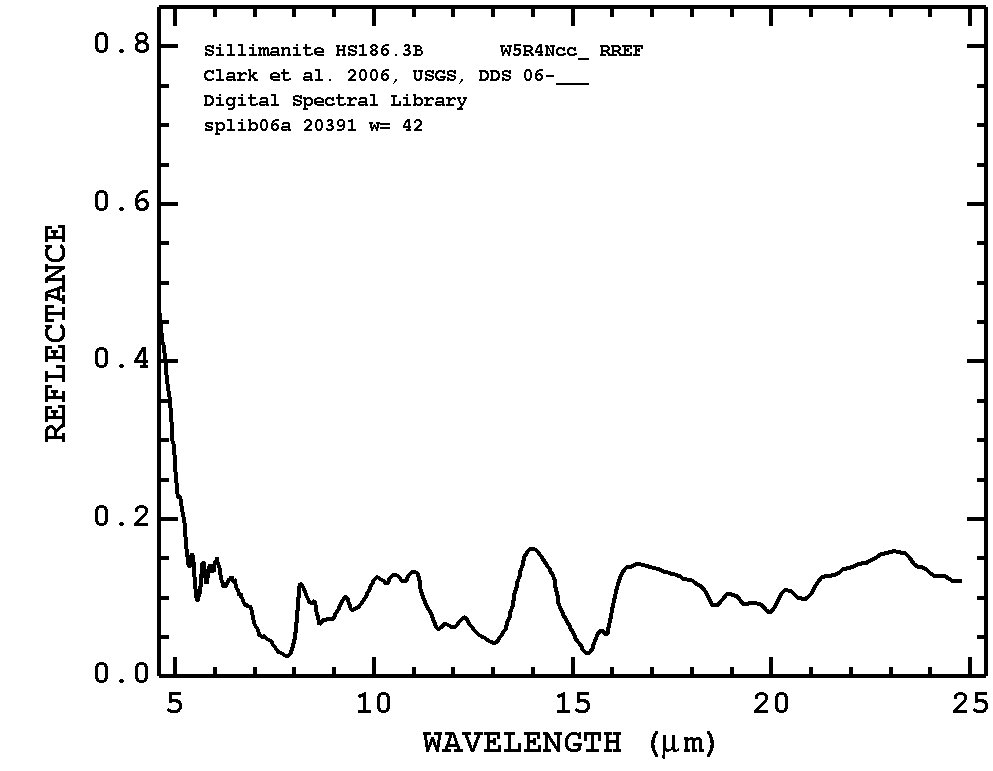 Sillimanite HS186.3B W5R4Ncc_ RREF
Clark et al. 2006, USGS, DDS 06-___
Digital Spectral Library
splib06a 20391 w= 42
REFLECTANCE
0.8
0.6
0.4
0.2
0.0
5 10 15 20 25
WAVELENGTH (μm)